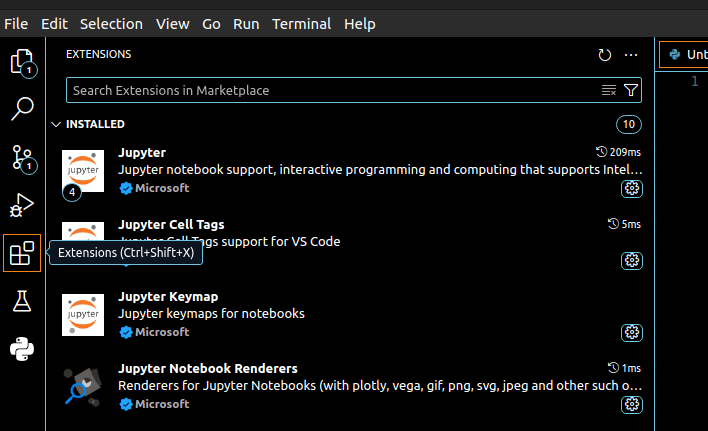 File Edit Selection View Go Run Terminal Help
EXTENSIONS
Unt
1
Search Extensions in Marketplace
1
INSTALLED
10
Jupyter
209ms
Jupyter notebook support, interactive programming and computing that supports Intel...
jupyter
4
Microsoft
1
Jupyter Cell Tags
5ms
Jupyter Cell Tags support for VS Code
Extensions (Ctrl+Shift+X)
Jupyter Keymap
Jupyter keymaps for notebooks
jupyter
Microsoft
Jupyter Notebook Renderers
1ms
Renderers for Jupyter Notebooks (with plotly, vega, gif, png, svg, jpeg and other such o...
Microsoft